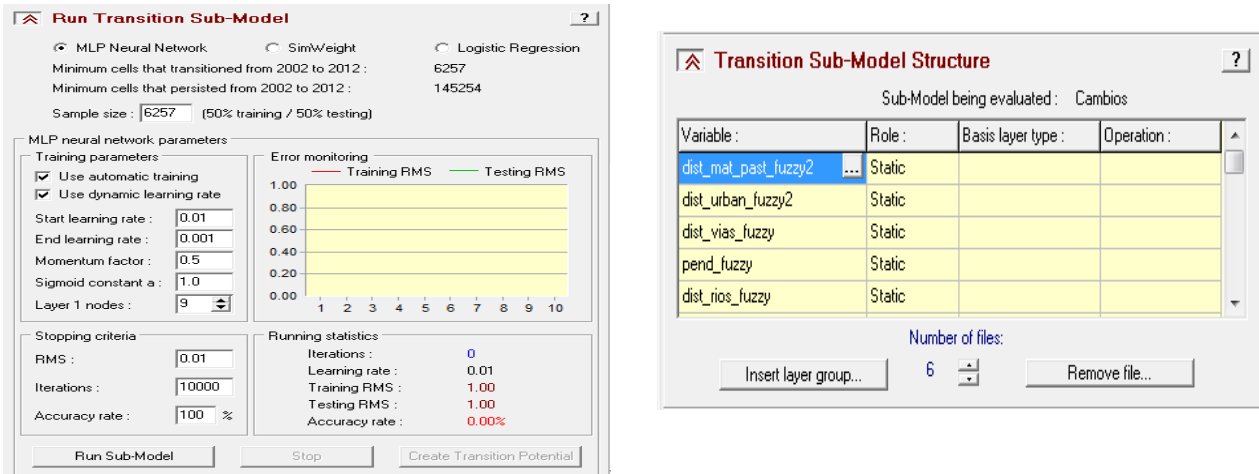 Run Transition Sub-Model ?
MLP Neural Network SimWeight Logistic Regression
Minimum cells that transitioned from 2002 to 2012 : 6257
Minimum cells that persisted from 2002 to 2012 : 145254
Sample size : 6257 (50% training / 50% testing)
MLP neural network parameters
Training parameters
Use automatic training
Use dynamic learning rate
Start learning rate : 0.01
End learning rate : 0.001
Momentum factor : 0.5
Sigmoid constant a : 1.0
Layer 1 nodes : 9
Error monitoring
Training RMS Testing RMS
1.00
0.80
0.60
0.40
0.20
0.00
1 2 3 4 5 6 7 8 9 10
Stopping criteria
RMS : 0.01
Iterations : 10000
Accuracy rate : 100 %
Running statistics
Iterations : 0
Learning rate : 0.01
Training RMS : 1.00
Testing RMS : 1.00
Accuracy rate : 0.00%
Run Sub-Model Stop Create Transition Potential
Transition Sub-Model Structure ?
Sub-Model being evaluated : Cambios
Variable : Role : Basis layer type : Operation :
dist_mat_past_fuzzy2 ... Static
dist_urban_fuzzy2 Static
dist_vias_fuzzy Static
pend_fuzzy Static
dist_rios_fuzzy Static
Number of files:
Insert layer group... 6 Remove file...